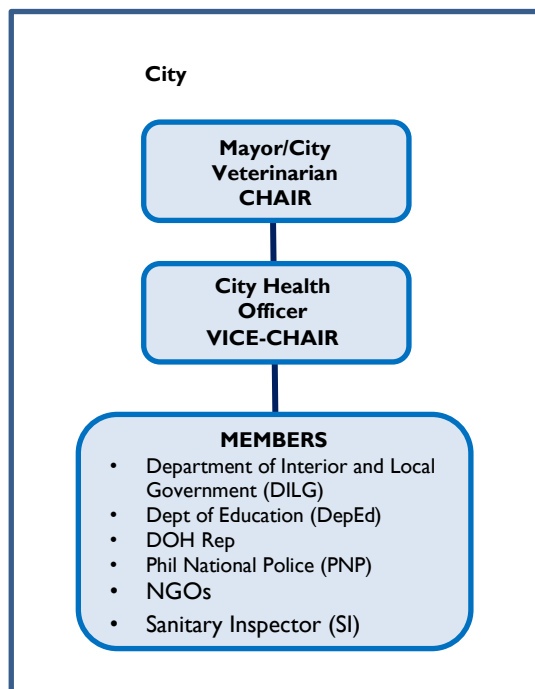 City
Mayor/City
Veterinarian
CHAIR
City Health
Officer
VICE-CHAIR
MEMBERS
• Department of Interior and Local
Government (DILG)
• Dept of Education (DepEd)
• DOH Rep
• Phil National Police (PNP)
• NGOs
• Sanitary Inspector (SI)